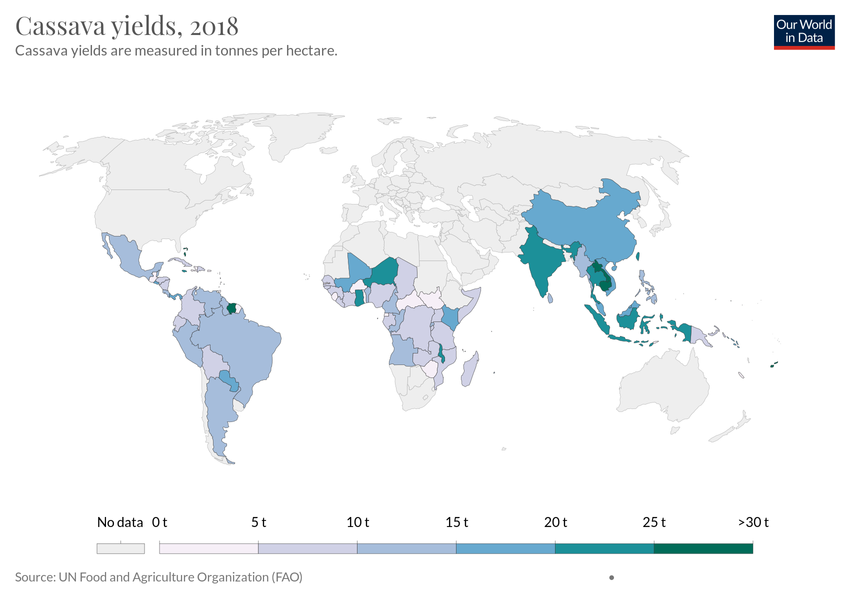 Cassava yields, 2018
Cassava yields are measured in tonnes per hectare.
Our World
in Data
No data 0 t 5 t 10 t 15 t 20 t 25 t >30 t
Source: UN Food and Agriculture Organization (FAO)